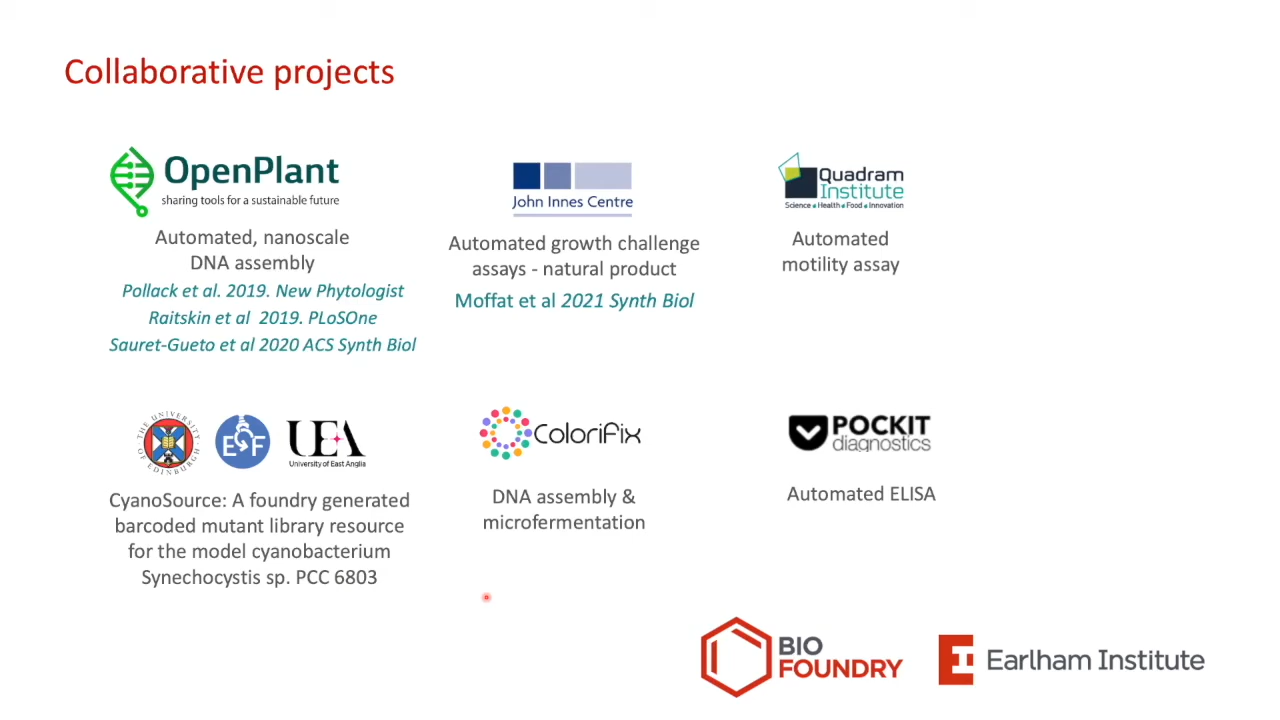 Collaborative projects
OpenPlant
sharing tools for a sustainable future
Automated, nanoscale
DNA assembly
Pollack et al. 2019. New Phytologist
Raitskin et al  2019. PLoSOne
Sauret-Gueto et al 2020 ACS Synth Biol
John Innes Centre
Automated growth challenge
assays - natural product
Moffat et al 2021 Synth Biol
Quadram
Institute
Science Health Food Innovation
Automated
motility assay
THE UNIVERSITY OF EDINBURGH
E F
UEA
University of East Anglia
CyanoSource: A foundry generated
barcoded mutant library resource
for the model cyanobacterium
Synechocystis sp. PCC 6803
ColoriFix
DNA assembly &
microfermentation
POCKIT
diagnostics
Automated ELISA
BIO
FOUNDRY
Earlham Institute